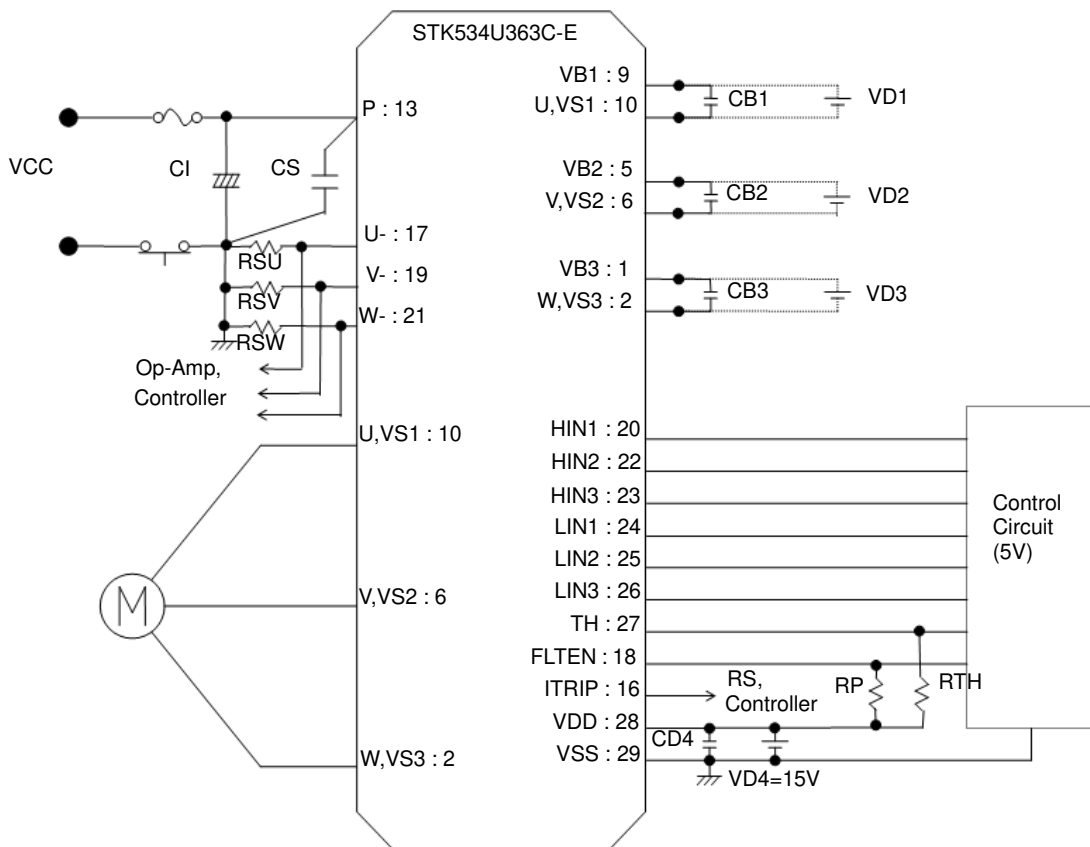 STK534U363C-E
VB1 : 9
U,VS1 : 10
CB1
VD1
P : 13
VCC
CI
CS
VB2 : 5
V,VS2 : 6
CB2
VD2
U- : 17
RSU
V- : 19
RSV
W- : 21
RSW
VB3 : 1
W,VS3 : 2
CB3
VD3
Op-Amp,
Controller
U,VS1 : 10
HIN1 : 20
HIN2 : 22
HIN3 : 23
LIN1 : 24
LIN2 : 25
LIN3 : 26
TH : 27
FLTEN : 18
ITRIP : 16
VDD : 28
VSS : 29
Control
Circuit
(5V)
M
V,VS2 : 6
RS,
Controller
RP
RTH
CD4
VD4=15V
W,VS3 : 2